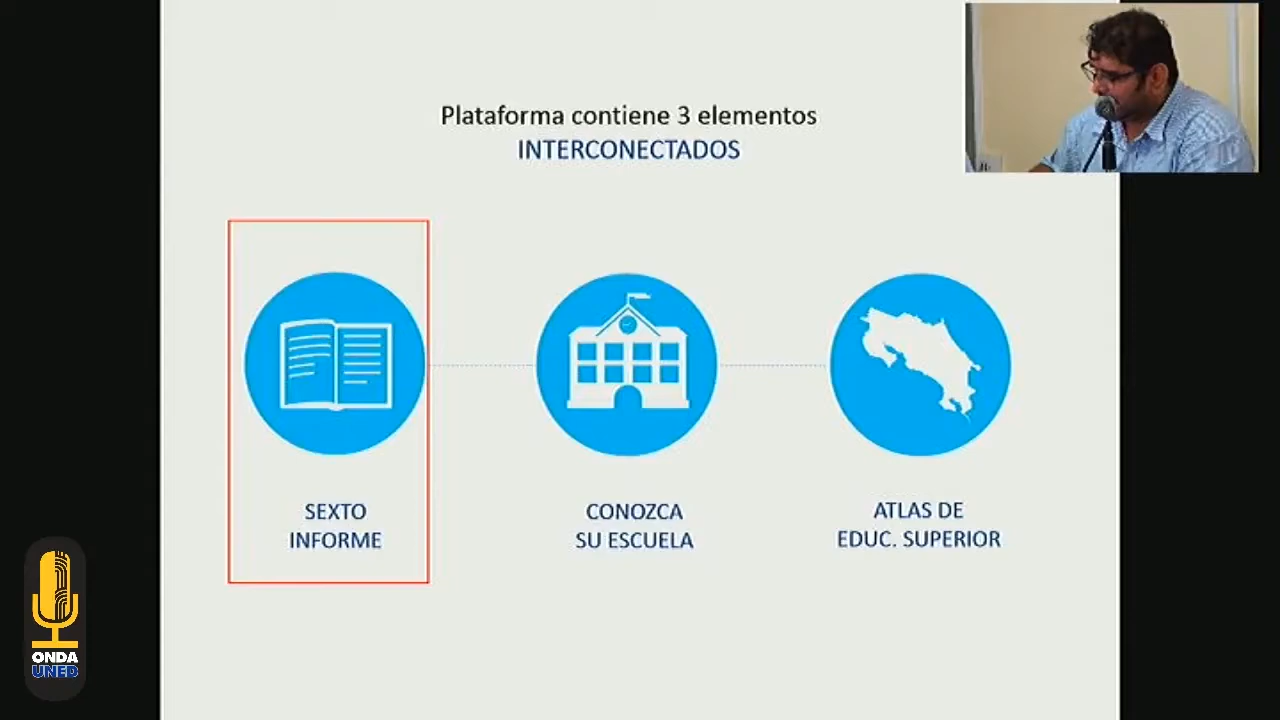 Plataforma contiene 3 elementos
INTERCONECTADOS
SEXTO
INFORME
CONOZCA
SU ESCUELA
ATLAS DE
EDUC. SUPERIOR
ONDA
UNED